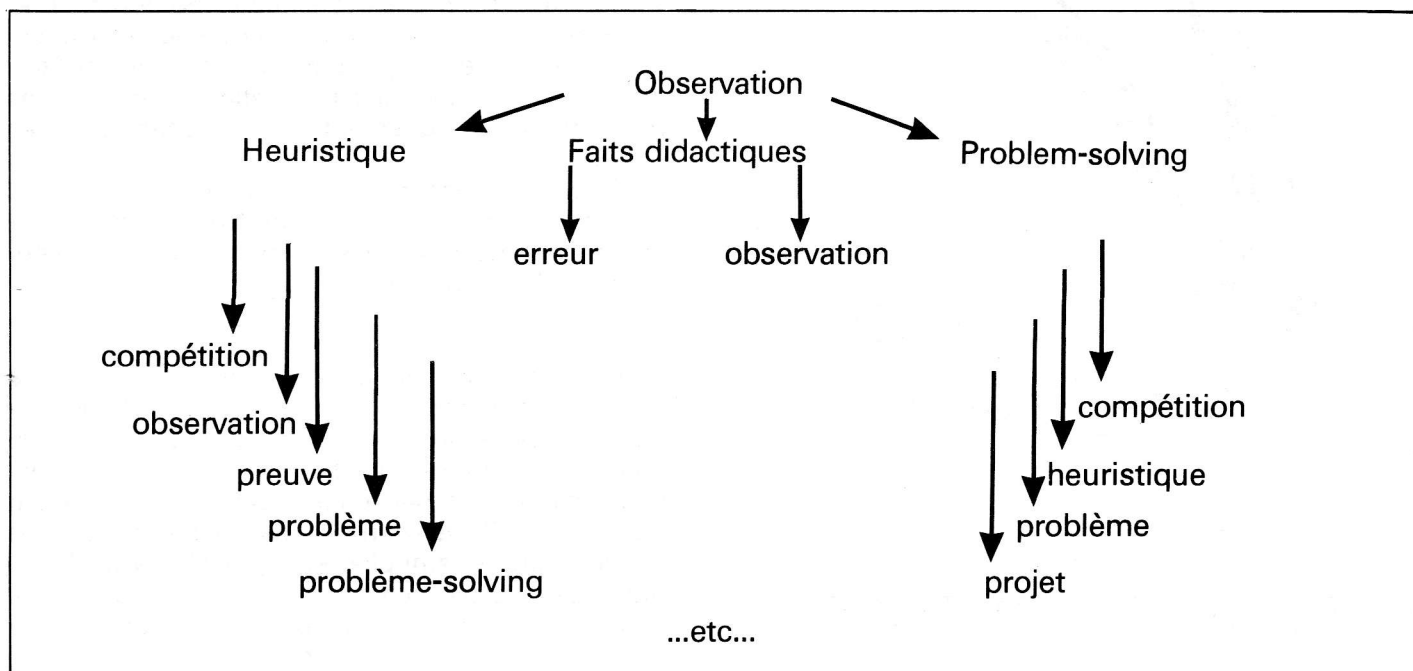 Observation
Heuristique Faits didactiques Problem-solving
erreur observation
compétition
compétition
observation
preuve heuristique
problème problème
problème-solving projet
...etc...